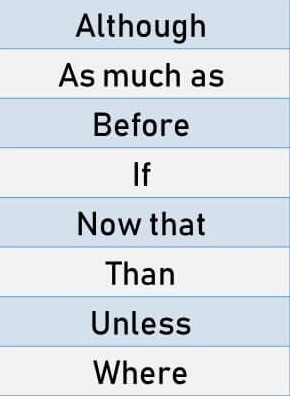 Although
As much as
Before
If
Now that
Than
Unless
Where